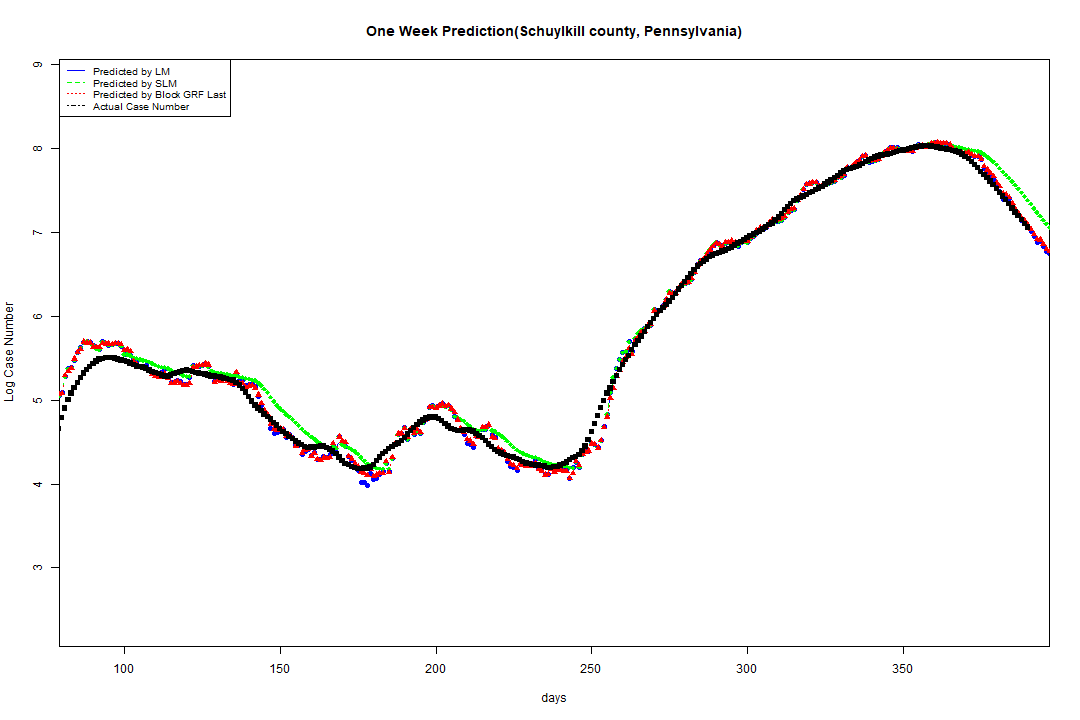 One Week Prediction(Schuylkill county, Pennsylvania)
Predicted by LM
Predicted by SLM
Predicted by Block GRF Last
Actual Case Number
9
8
7
6
5
4
3
Log Case Number
100 150 200 250 300 350
days